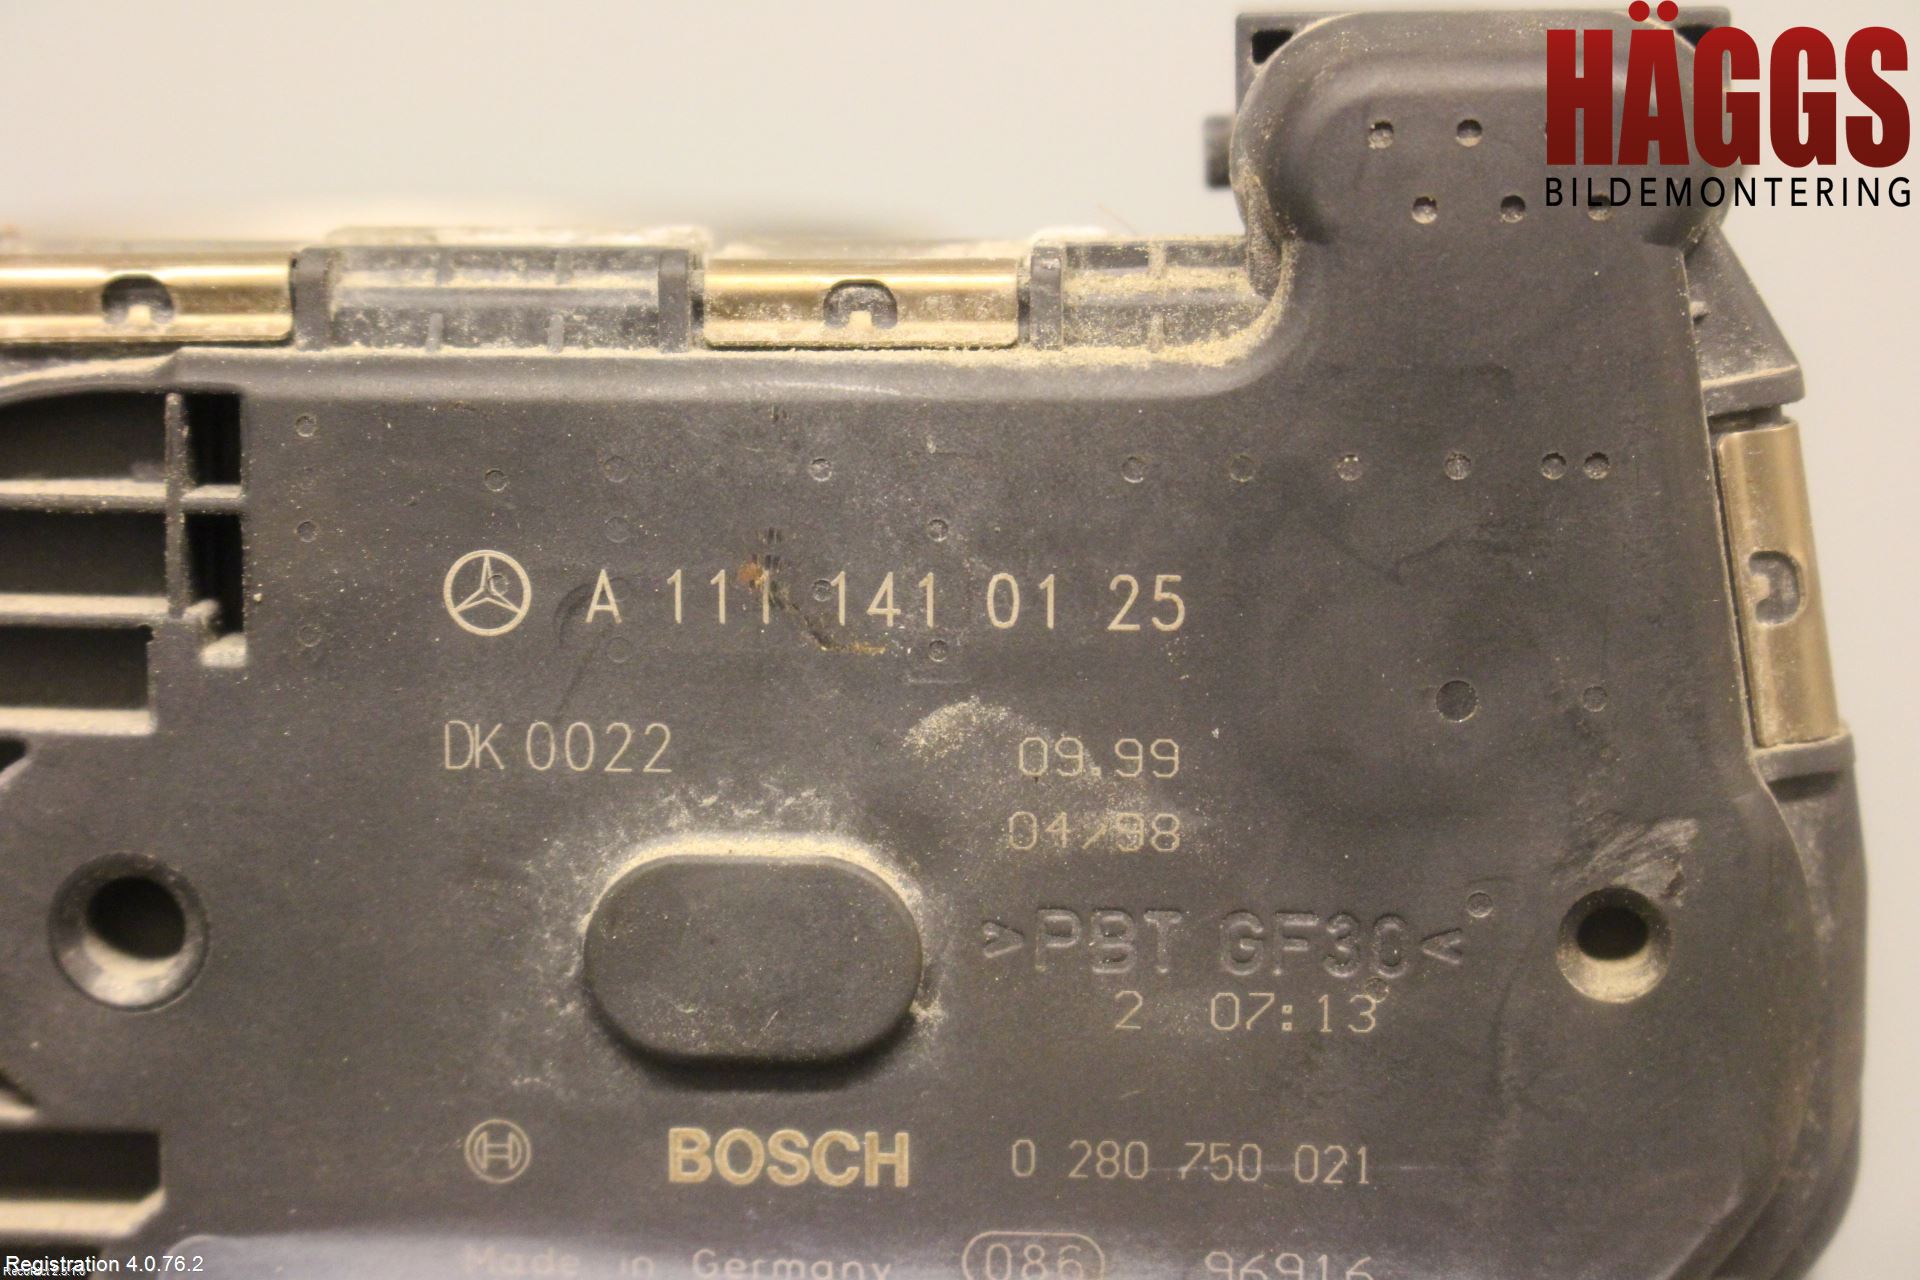 HÄGGS
BILDEMONTERING
A 111 141 01 25
DK 0022
09.99
04/98
>PBT GF30<
2 07:13
BOSCH 0 280 750 021
Made in Germany 086 96916
Registration 4.0.76.2